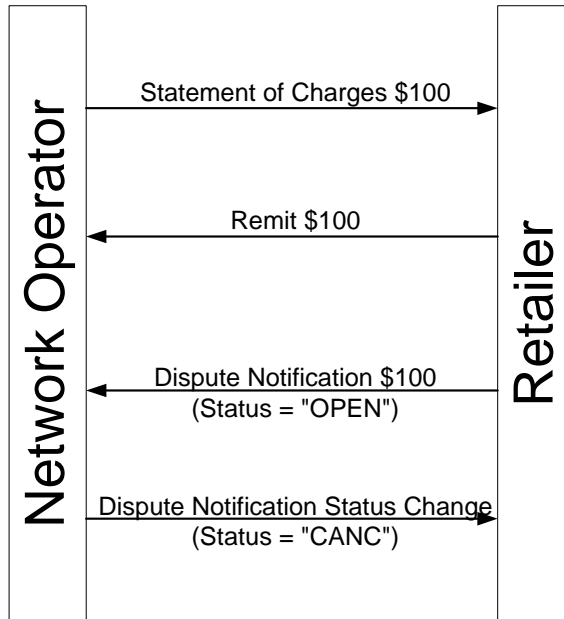 Network Operator
Statement of Charges $100
Remit $100
Dispute Notification $100
(Status = "OPEN")
Dispute Notification Status Change
(Status = "CANC")
Retailer